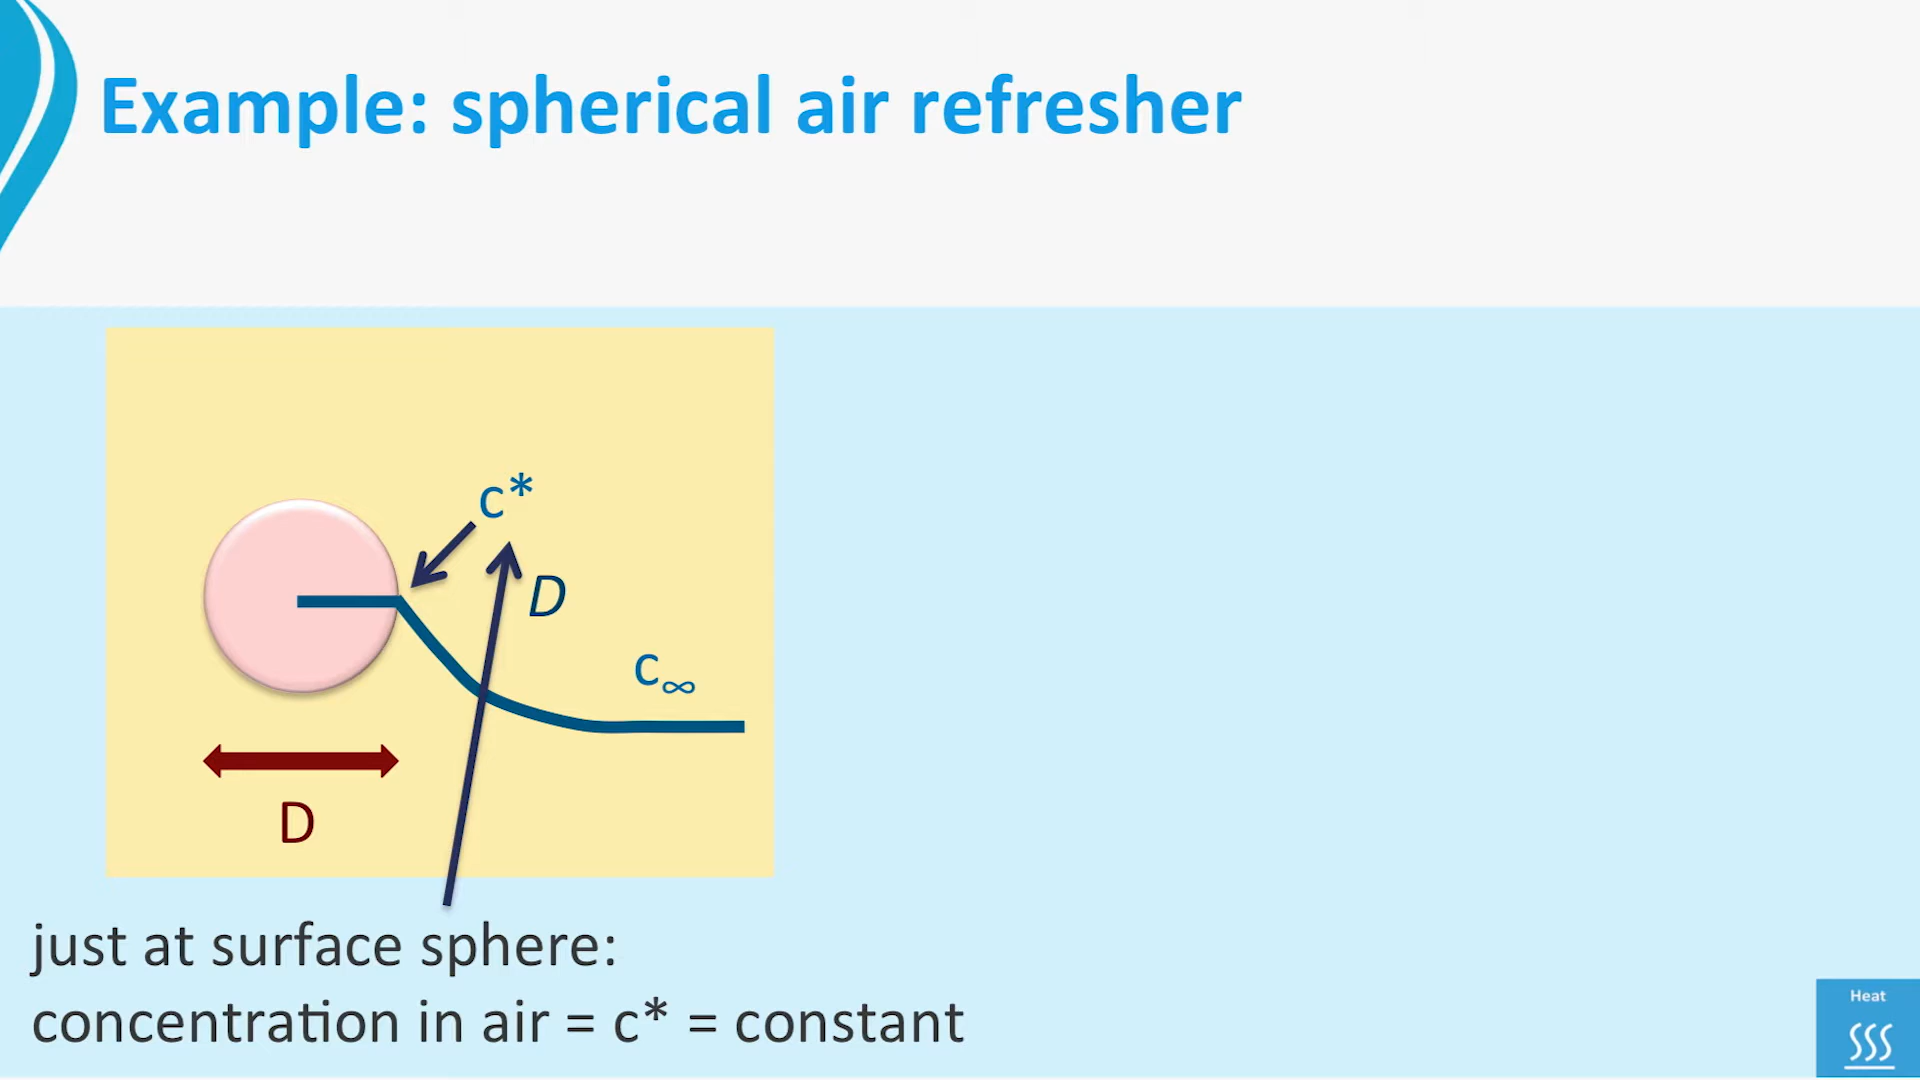 Example: spherical air refresher
c*
D
c∞
D
just at surface sphere:
concentration in air = c* = constant
Heat